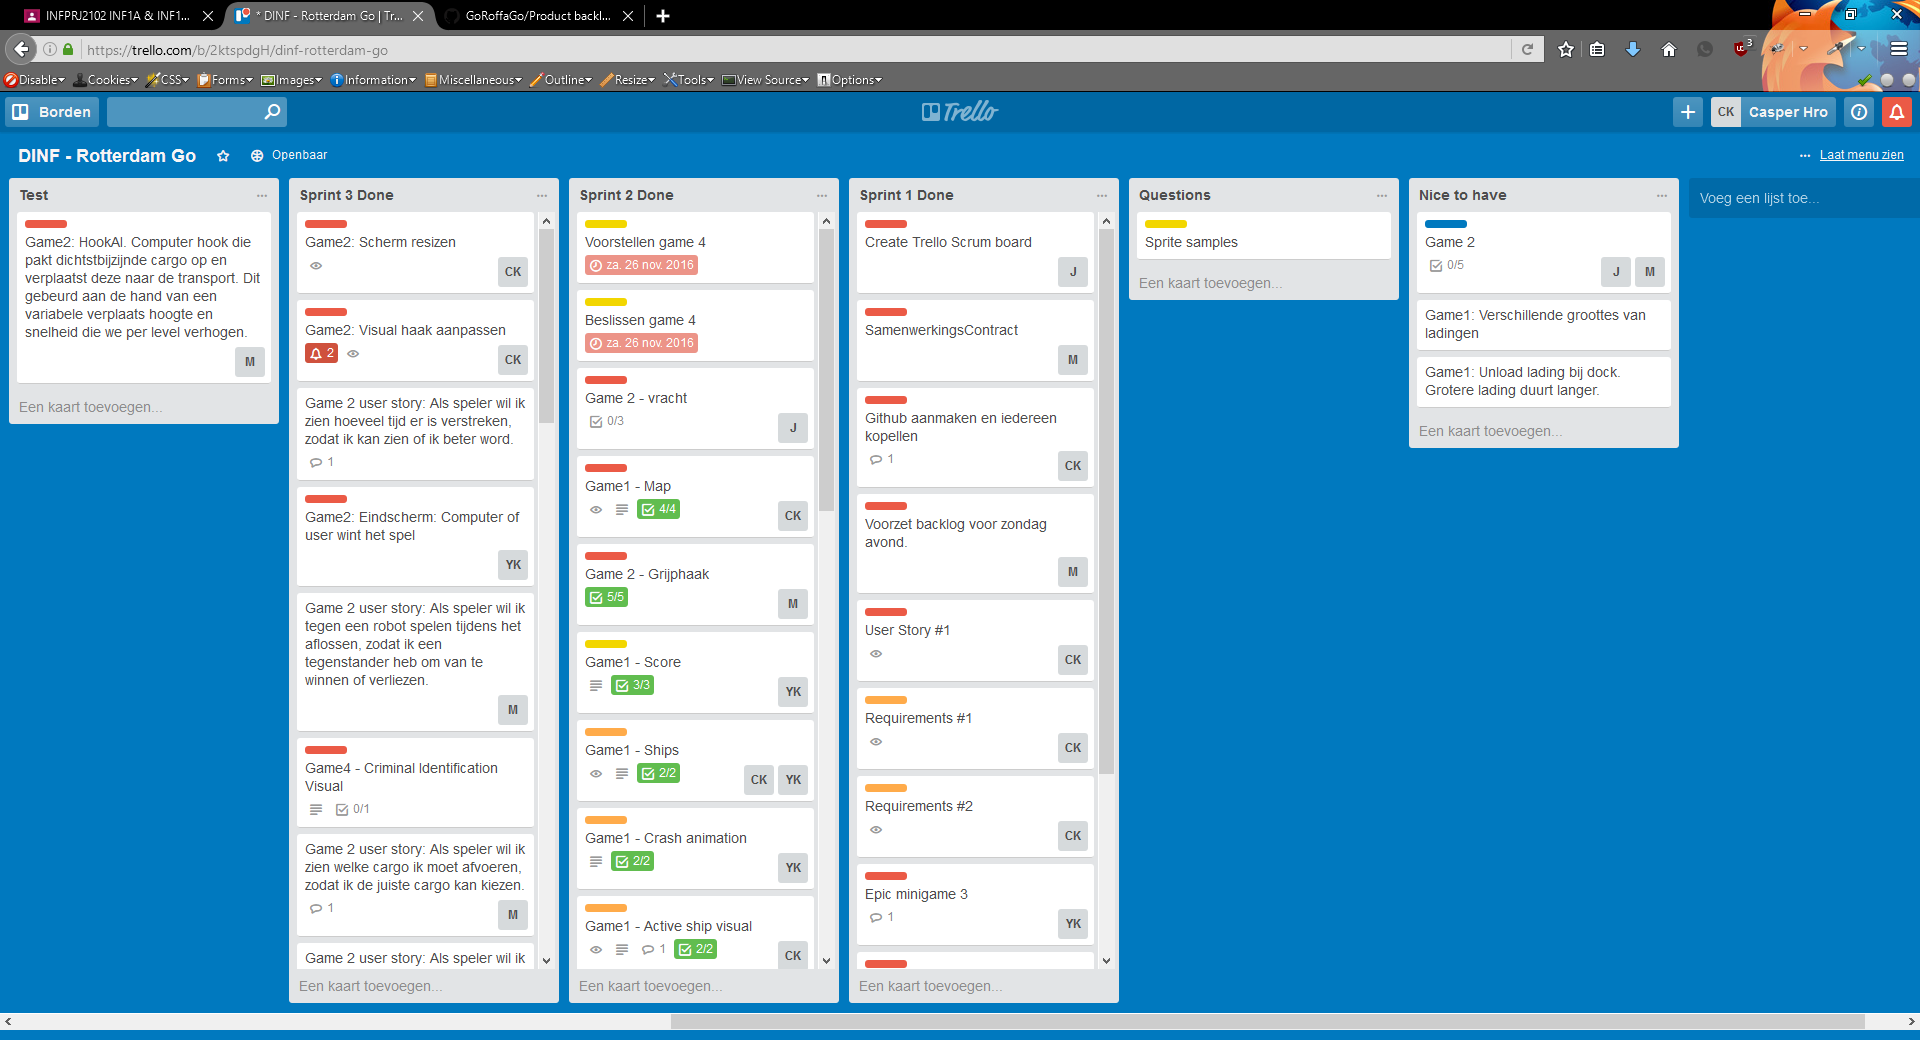 INFPRJ2102 INF1A & INF1...
* DINF - Rotterdam Go | Tr...
GoRoffaGo/Product backl...
https://trello.com/b/2ktspdgH/dinf-rotterdam-go
3
Disable
Cookies
CSS
Forms
Images
Information
Miscellaneous
Outline
Resize
Tools
View Source
Options
Borden
Trello
CK
Casper Hro
DINF - Rotterdam Go
Openbaar
... Laat menu zien
Test
Game2: HookAI. Computer hook die
pakt dichtstbijzijnde cargo op en
verplaatst deze naar de transport. Dit
gebeurd aan de hand van een
variabele verplaats hoogte en
snelheid die we per level verhogen.
M
Een kaart toevoegen...
Sprint 3 Done
Game2: Scherm resizen
CK
Game2: Visual haak aanpassen
2
CK
Game 2 user story: Als speler wil ik
zien hoeveel tijd er is verstreken,
zodat ik kan zien of ik beter word.
1
Game2: Eindscherm: Computer of
user wint het spel
YK
Game 2 user story: Als speler wil ik
tegen een robot spelen tijdens het
aflossen, zodat ik een
tegenstander heb om van te
winnen of verliezen.
M
Game4 - Criminal Identification
Visual
0/1
Game 2 user story: Als speler wil ik
zien welke cargo ik moet afvoeren,
zodat ik de juiste cargo kan kiezen.
1
M
Game 2 user story: Als speler wil ik
Een kaart toevoegen...
Sprint 2 Done
Voorstellen game 4
za. 26 nov. 2016
Beslissen game 4
za. 26 nov. 2016
Game 2 - vracht
0/3
J
Game1 - Map
4/4
CK
Game 2 - Grijphaak
5/5
M
Game1 - Score
3/3
YK
Game1 - Ships
2/2
CK YK
Game1 - Crash animation
2/2
YK
Game1 - Active ship visual
1 2/2
CK
Een kaart toevoegen...
Sprint 1 Done
Create Trello Scrum board
J
SamenwerkingsContract
M
Github aanmaken en iedereen
kopellen
1
CK
Voorzet backlog voor zondag
avond.
M
User Story #1
CK
Requirements #1
CK
Requirements #2
CK
Epic minigame 3
1
YK
Een kaart toevoegen...
Questions
Sprite samples
Een kaart toevoegen...
Nice to have
Game 2
0/5
J M
Game1: Verschillende groottes van
ladingen
Game1: Unload lading bij dock.
Grotere lading duurt langer.
Een kaart toevoegen...
Voeg een lijst toe...